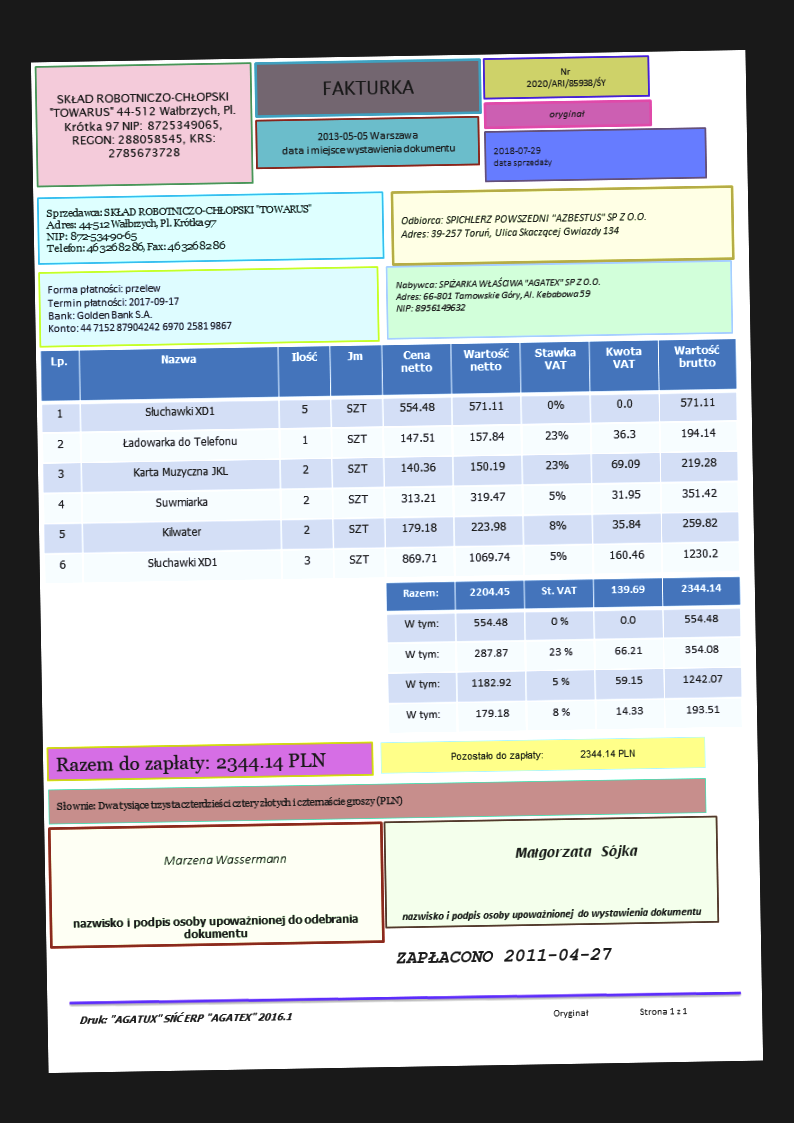 SKŁAD ROBOTNICZO-CHŁOPSKI
"TOWARUS" 44-512 Wałbrzych, Pl.
Krótka 97 NIP: 8725349065,
REGON: 288058545, KRS:
2785673728
FAKTURKA
2013-05-05 Warszawa
data i miejsce wystawienia dokumentu
Nr
2020/ARI/85938/ŚY
oryginał
2018-07-29
data sprzedaży
Sprzedawca: SKŁAD ROBOTNICZO-CHŁOPSKI "TOWARUS"
Adres: 44-512 Wałbrzych, Pl. Krótka 97
NIP: 872-534-90-65
Telefon: 463268286, Fax: 463268286
Odbiorca: SPICHLERZ POWSZEDNI "AZBESTUS" SP Z O.O.
Adres: 39-257 Toruń, Ulica Skaczącej Gwiazdy 134
Forma płatności: przelew
Termin płatności: 2017-09-17
Bank: Golden Bank S.A.
Konto: 44 7152 8790 4242 6970 2581 9867
Nabywca: SPIŻARKA WŁAŚCIWA "AGATEX" SP Z O.O.
Adres: 66-801 Tarnowskie Góry, Al. Kebabowa 59
NIP: 8956149632
Lp. Nazwa Ilość Jm Cena netto Wartość netto Stawka VAT Kwota VAT Wartość brutto
1 Słuchawki XD1 5 SZT 554.48 571.11 0% 0.0 571.11
2 Ładowarka do Telefonu 1 SZT 147.51 157.84 23% 36.3 194.14
3 Karta Muzyczna JKL 2 SZT 140.36 150.19 23% 69.09 219.28
4 Suwmiarka 2 SZT 313.21 319.47 5% 31.95 351.42
5 Kilwater 2 SZT 179.18 223.98 8% 35.84 259.82
6 Słuchawki XD1 3 SZT 869.71 1069.74 5% 160.46 1230.2
Razem: 2204.45 St. VAT 139.69 2344.14
W tym: 554.48 0 % 0.0 554.48
W tym: 287.87 23 % 66.21 354.08
W tym: 1182.92 5 % 59.15 1242.07
W tym: 179.18 8 % 14.33 193.51
Razem do zapłaty: 2344.14 PLN
Pozostało do zapłaty: 2344.14 PLN
Słownie: Dwa tysiące trzysta czterdzieści cztery złotych i czternaście groszy (PLN)
Marzena Wassermann
nazwisko i podpis osoby upoważnionej do odebrania
dokumentu
Małgorzata Sójka
nazwisko i podpis osoby upoważnionej do wystawienia dokumentu
ZAPŁACONO 2011-04-27
Druk: "AGATUX" SŃĆ ERP "AGATEX" 2016.1
Oryginał
Strona 1 z 1